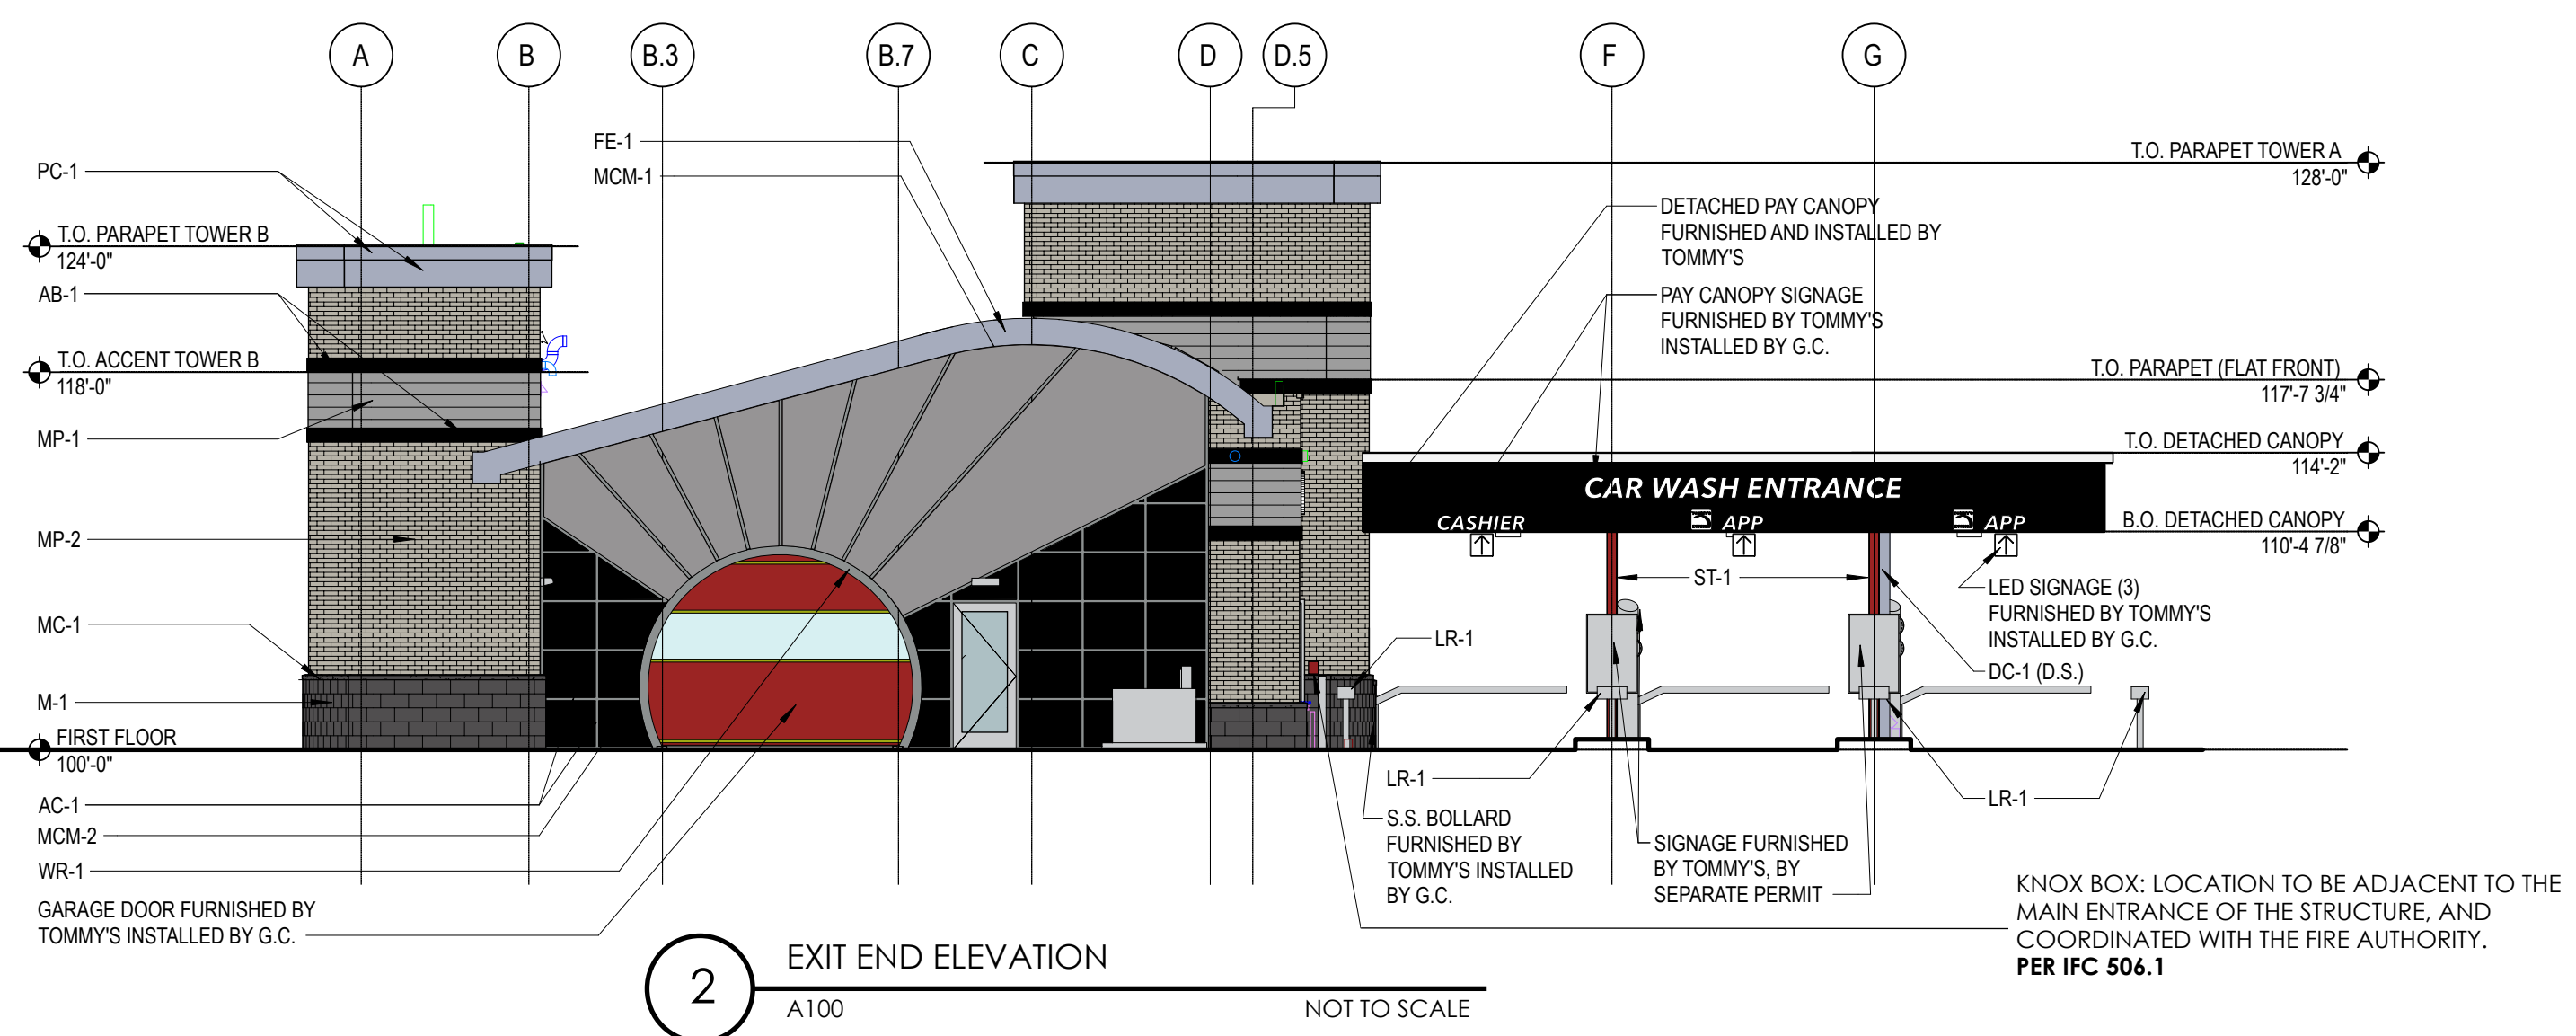 A B B.3 B.7 C D D.5 F G
FE-1
MCM-1
PC-1
T.O. PARAPET TOWER B
124'-0"
AB-1
T.O. ACCENT TOWER B
118'-0"
MP-1
MP-2
MC-1
M-1
FIRST FLOOR
100'-0"
AC-1
MCM-2
WR-1
GARAGE DOOR FURNISHED BY
TOMMY'S INSTALLED BY G.C.
T.O. PARAPET TOWER A
128'-0"
DETACHED PAY CANOPY
FURNISHED AND INSTALLED BY
TOMMY'S
PAY CANOPY SIGNAGE
FURNISHED BY TOMMY'S
INSTALLED BY G.C.
T.O. PARAPET (FLAT FRONT)
117'-7 3/4"
T.O. DETACHED CANOPY
114'-2"
B.O. DETACHED CANOPY
110'-4 7/8"
CAR WASH ENTRANCE
CASHIER
APP
APP
ST-1
LED SIGNAGE (3)
FURNISHED BY TOMMY'S
INSTALLED BY G.C.
LR-1
DC-1 (D.S.)
LR-1
LR-1
S.S. BOLLARD
FURNISHED BY
TOMMY'S INSTALLED
BY G.C.
SIGNAGE FURNISHED
BY TOMMY'S, BY
SEPARATE PERMIT
KNOX BOX: LOCATION TO BE ADJACENT TO THE
MAIN ENTRANCE OF THE STRUCTURE, AND
COORDINATED WITH THE FIRE AUTHORITY.
PER IFC 506.1
2
EXIT END ELEVATION
A100
NOT TO SCALE